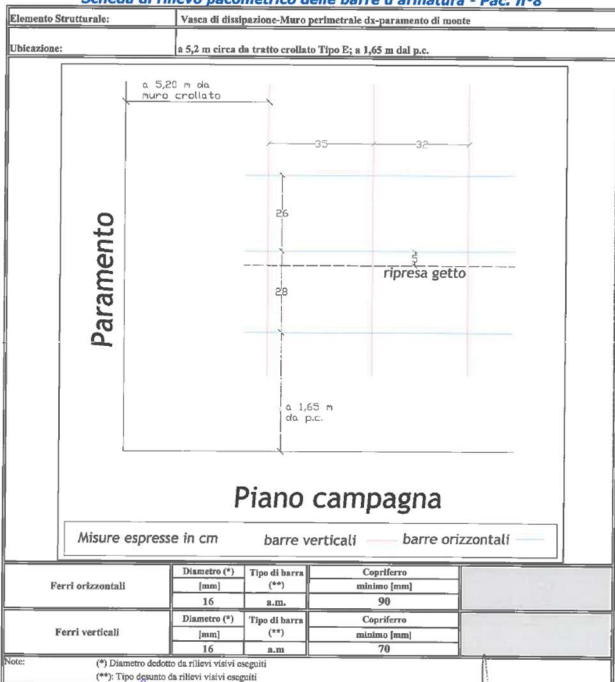 Scheda di rilievo pacometrico delle barre d'armatura - Pac. n°8
Elemento Strutturale: Vasca di dissipazione-Muro perimetrale dx-paramento di monte
Ubicazione: a 5,2 m circa da tratto crollato Tipo E; a 1,65 m dal p.c.
a 5,20 m da
muro crollato
35 32
26
5
ripresa getto
28
Paramento
a 1,65 m
da p.c.
Piano campagna
Misure espresse in cm barre verticali barre orizzontali
Ferri orizzontali
Diametro (*) Tipo di barra Copriferro
[mm] (**) minimo [mm]
16 a.m. 90
Ferri verticali
Diametro (*) Tipo di barra Copriferro
[mm] (**) minimo [mm]
16 a.m 70
Note: (*) Diametro dedotto da rilievi visivi eseguiti
(**): Tipo desunto da rilievi visivi eseguiti